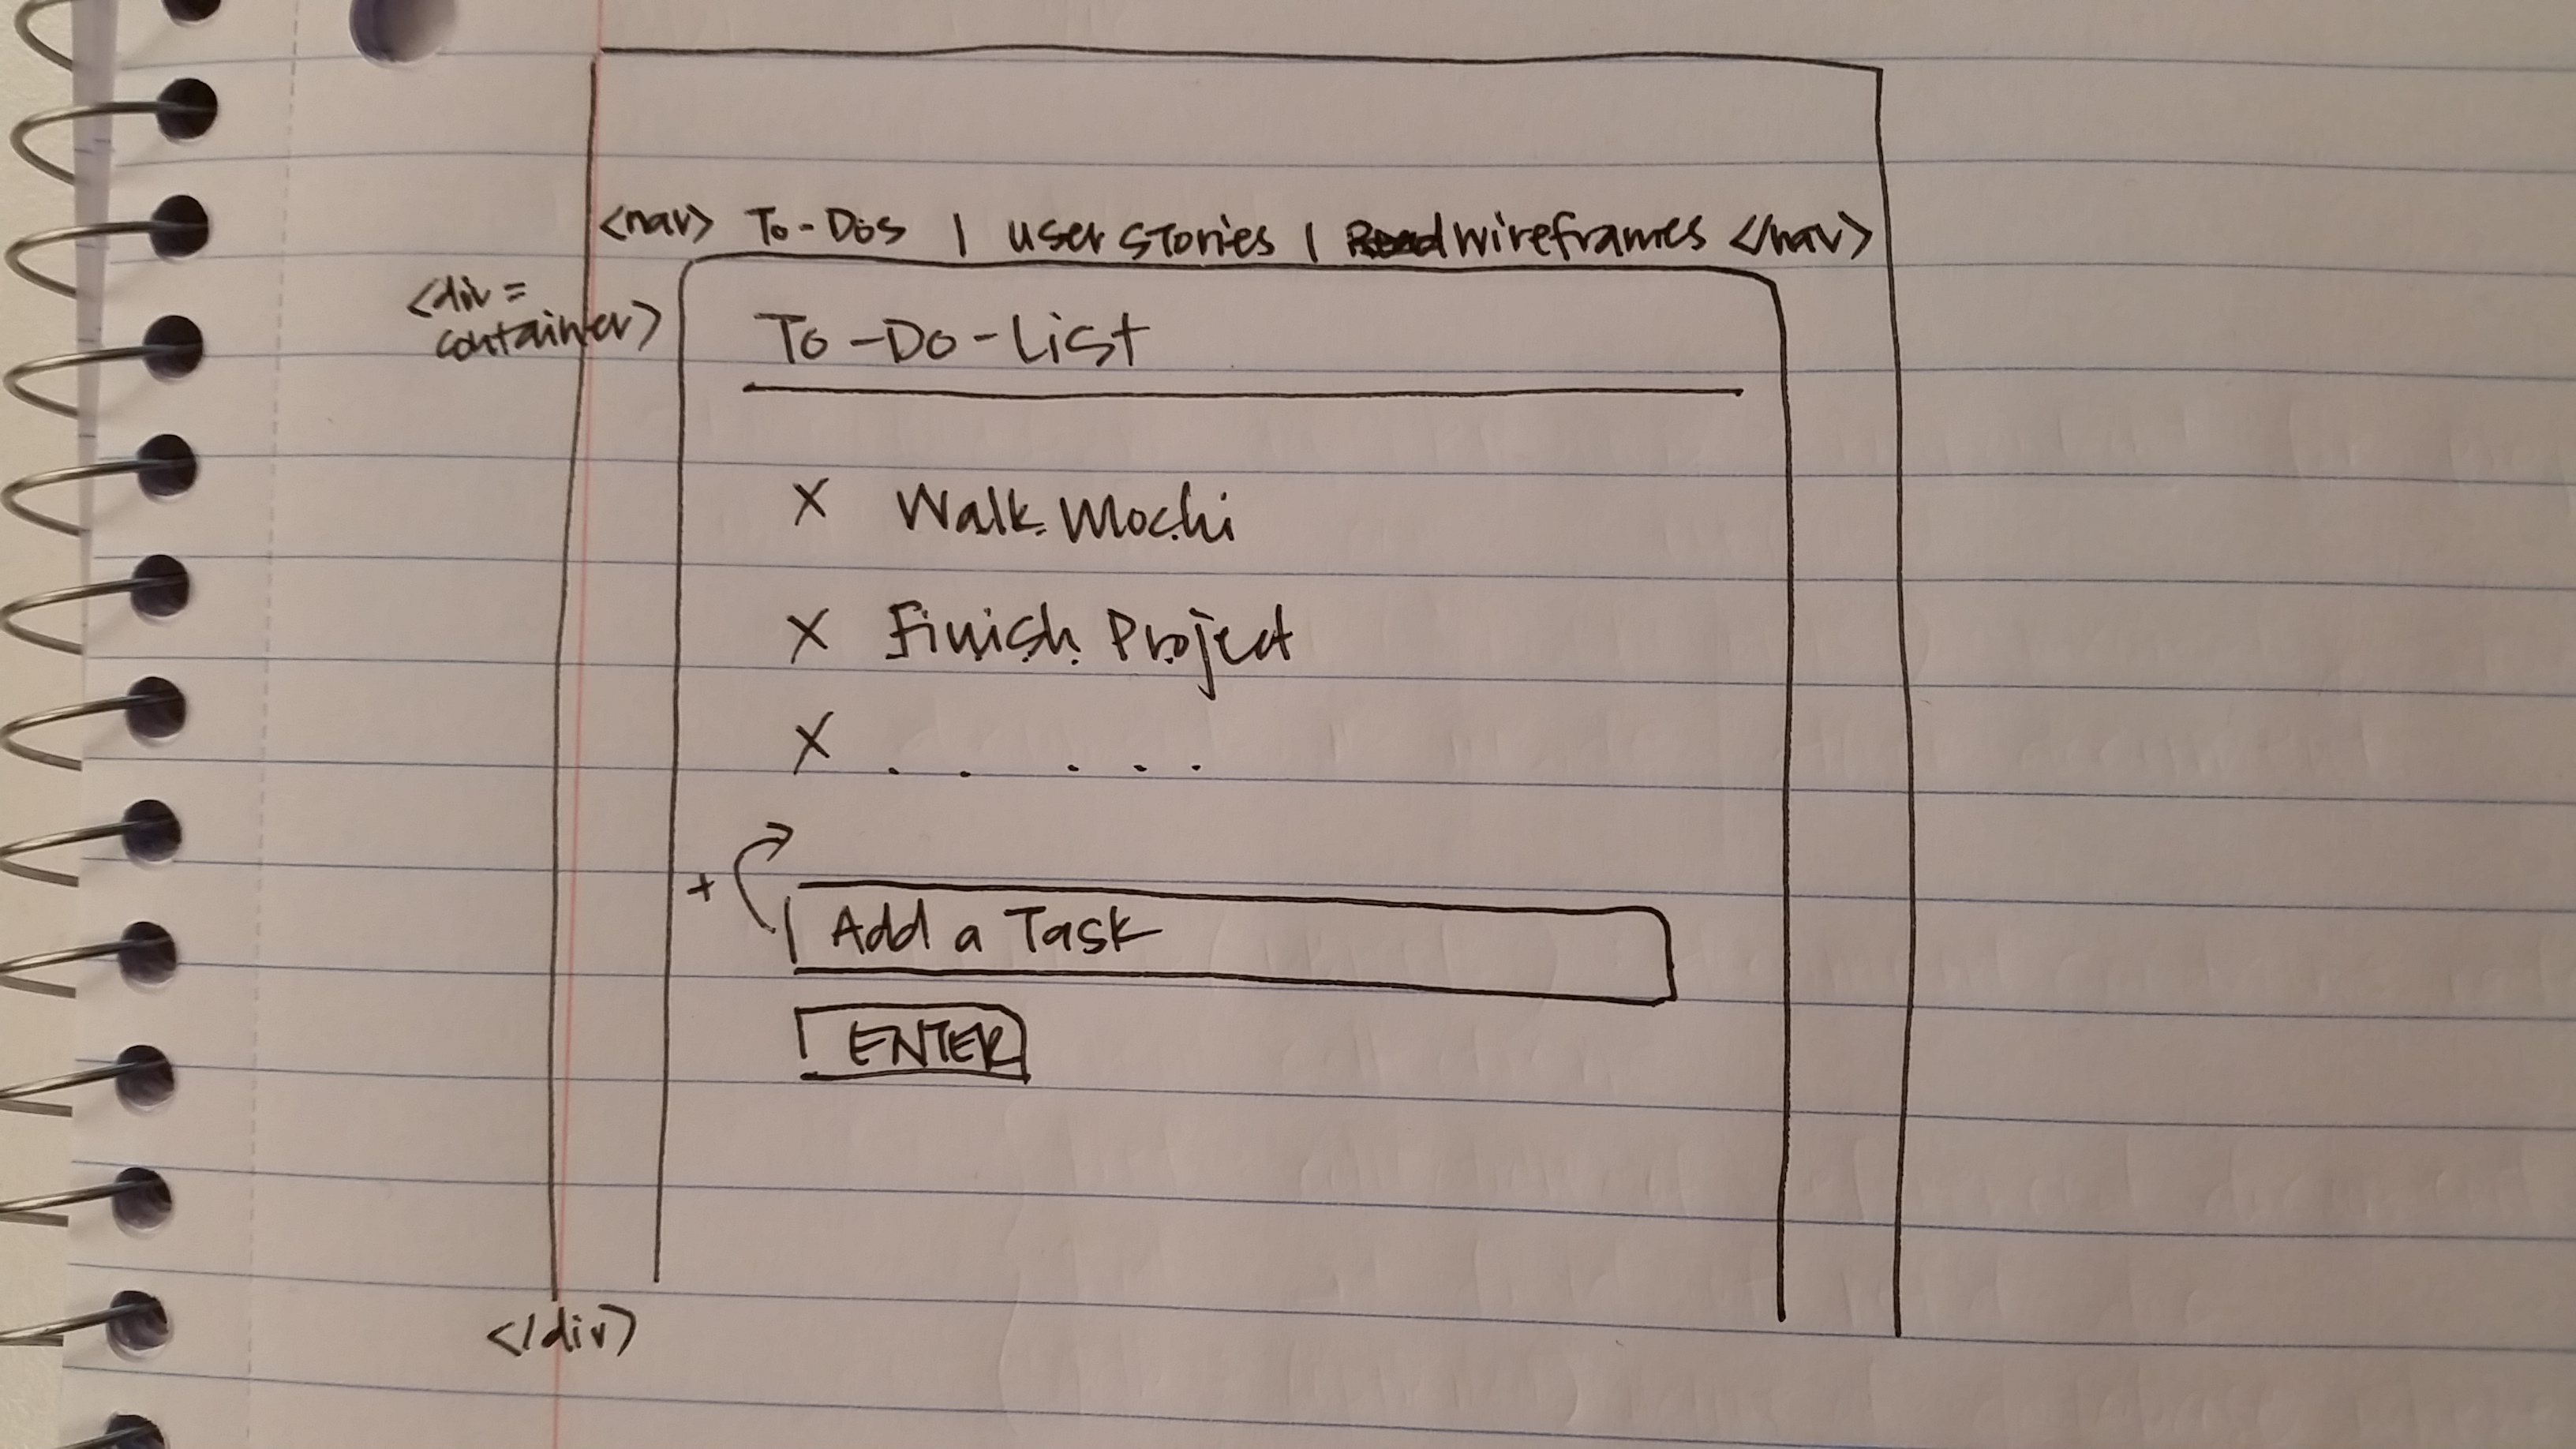 <nav> To-Dos | user stories | wireframes </nav>
<div =
container>
To-Do-List
X Walk Mochi
X Finish Project
X . . . . .
+
Add a Task
ENTER
</div>